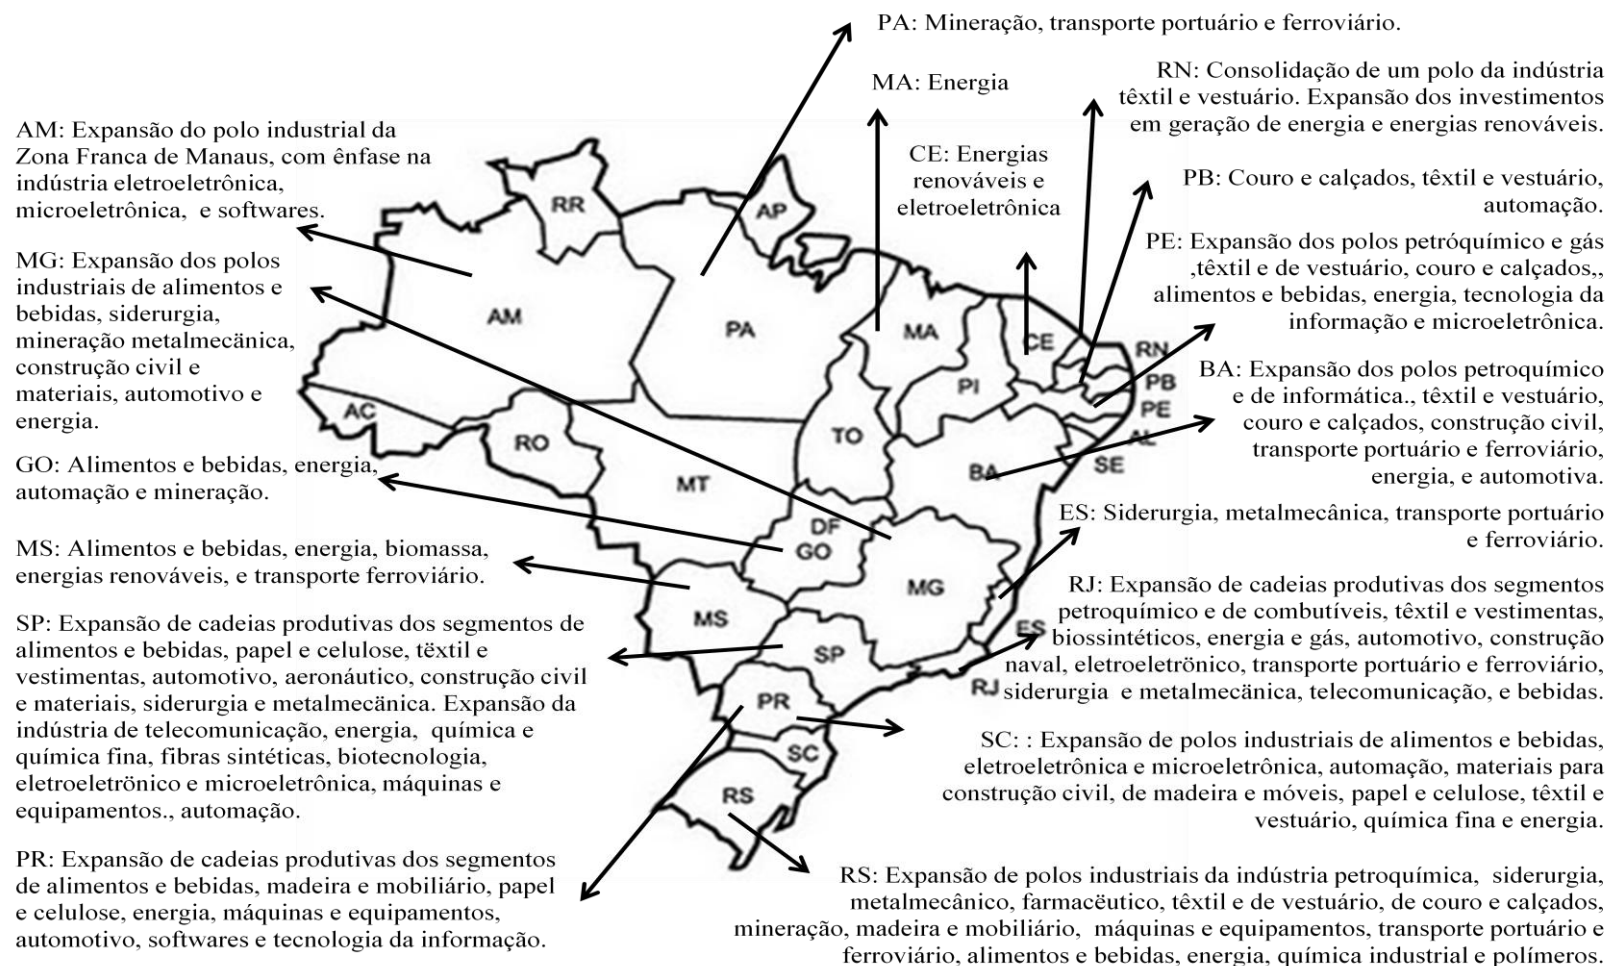 PA: Mineração, transporte portuário e ferroviário.
MA: Energia
RN: Consolidação de um polo da indústria
têxtil e vestuário. Expansão dos investimentos
em geração de energia e energias renováveis.
AM: Expansão do polo industrial da
Zona Franca de Manaus, com ênfase na
indústria eletroeletrônica,
microeletrônica, e softwares.
CE: Energias
renováveis e
eletroeletrônica
PB: Couro e calçados, têxtil e vestuário,
automação.
PE: Expansão dos polos petróquímico e gás
,têxtil e de vestuário, couro e calçados,,
alimentos e bebidas, energia, tecnologia da
informação e microeletrônica.
MG: Expansão dos polos
industriais de alimentos e
bebidas, siderurgia,
mineração metalmecänica,
construção civil e
materiais, automotivo e
energia.
BA: Expansão dos polos petroquímico
e de informática., têxtil e vestuário,
couro e calçados, construção civil,
transporte portuário e ferroviário,
energia, e automotiva.
GO: Alimentos e bebidas, energia,
automação e mineração.
ES: Siderurgia, metalmecânica, transporte portuário
e ferroviário.
MS: Alimentos e bebidas, energia, biomassa,
energias renováveis, e transporte ferroviário.
RJ: Expansão de cadeias produtivas dos segmentos
petroquímico e de combutíveis, têxtil e vestimentas,
biossintéticos, energia e gás, automotivo, construção
naval, eletroeletrönico, transporte portuário e ferroviário,
siderurgia e metalmecänica, telecomunicação, e bebidas.
SP: Expansão de cadeias produtivas dos segmentos de
alimentos e bebidas, papel e celulose, tëxtil e
vestimentas, automotivo, aeronáutico, construção civil
e materiais, siderurgia e metalmecänica. Expansão da
indústria de telecomunicação, energia, química e
química fina, fibras sintéticas, biotecnologia,
eletroeletrönico e microeletrônica, máquinas e
equipamentos., automação.
SC: : Expansão de polos industriais de alimentos e bebidas,
eletroeletrônica e microeletrônica, automação, materiais para
construção civil, de madeira e móveis, papel e celulose, têxtil e
vestuário, química fina e energia.
PR: Expansão de cadeias produtivas dos segmentos
de alimentos e bebidas, madeira e mobiliário, papel
e celulose, energia, máquinas e equipamentos,
automotivo, softwares e tecnologia da informação.
RS: Expansão de polos industriais da indústria petroquímica, siderurgia,
metalmecânico, farmacëutico, têxtil e de vestuário, de couro e calçados,
mineração, madeira e mobiliário, máquinas e equipamentos, transporte portuário e
ferroviário, alimentos e bebidas, energia, química industrial e polímeros.
RR
AP
AM
PA
MA
CE
RN
PI
PB
PE
AC
RO
TO
AL
SE
BA
MT
DF
GO
MG
MS
ES
SP
RJ
PR
SC
RS